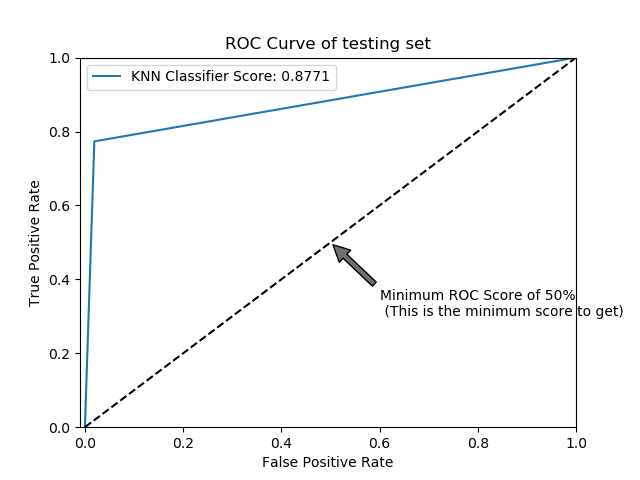 ROC Curve of testing set
KNN Classifier Score: 0.8771
1.0
0.8
0.6
0.4
0.2
0.0
True Positive Rate
Minimum ROC Score of 50%
(This is the minimum score to get)
0.0 0.2 0.4 0.6 0.8 1.0
False Positive Rate